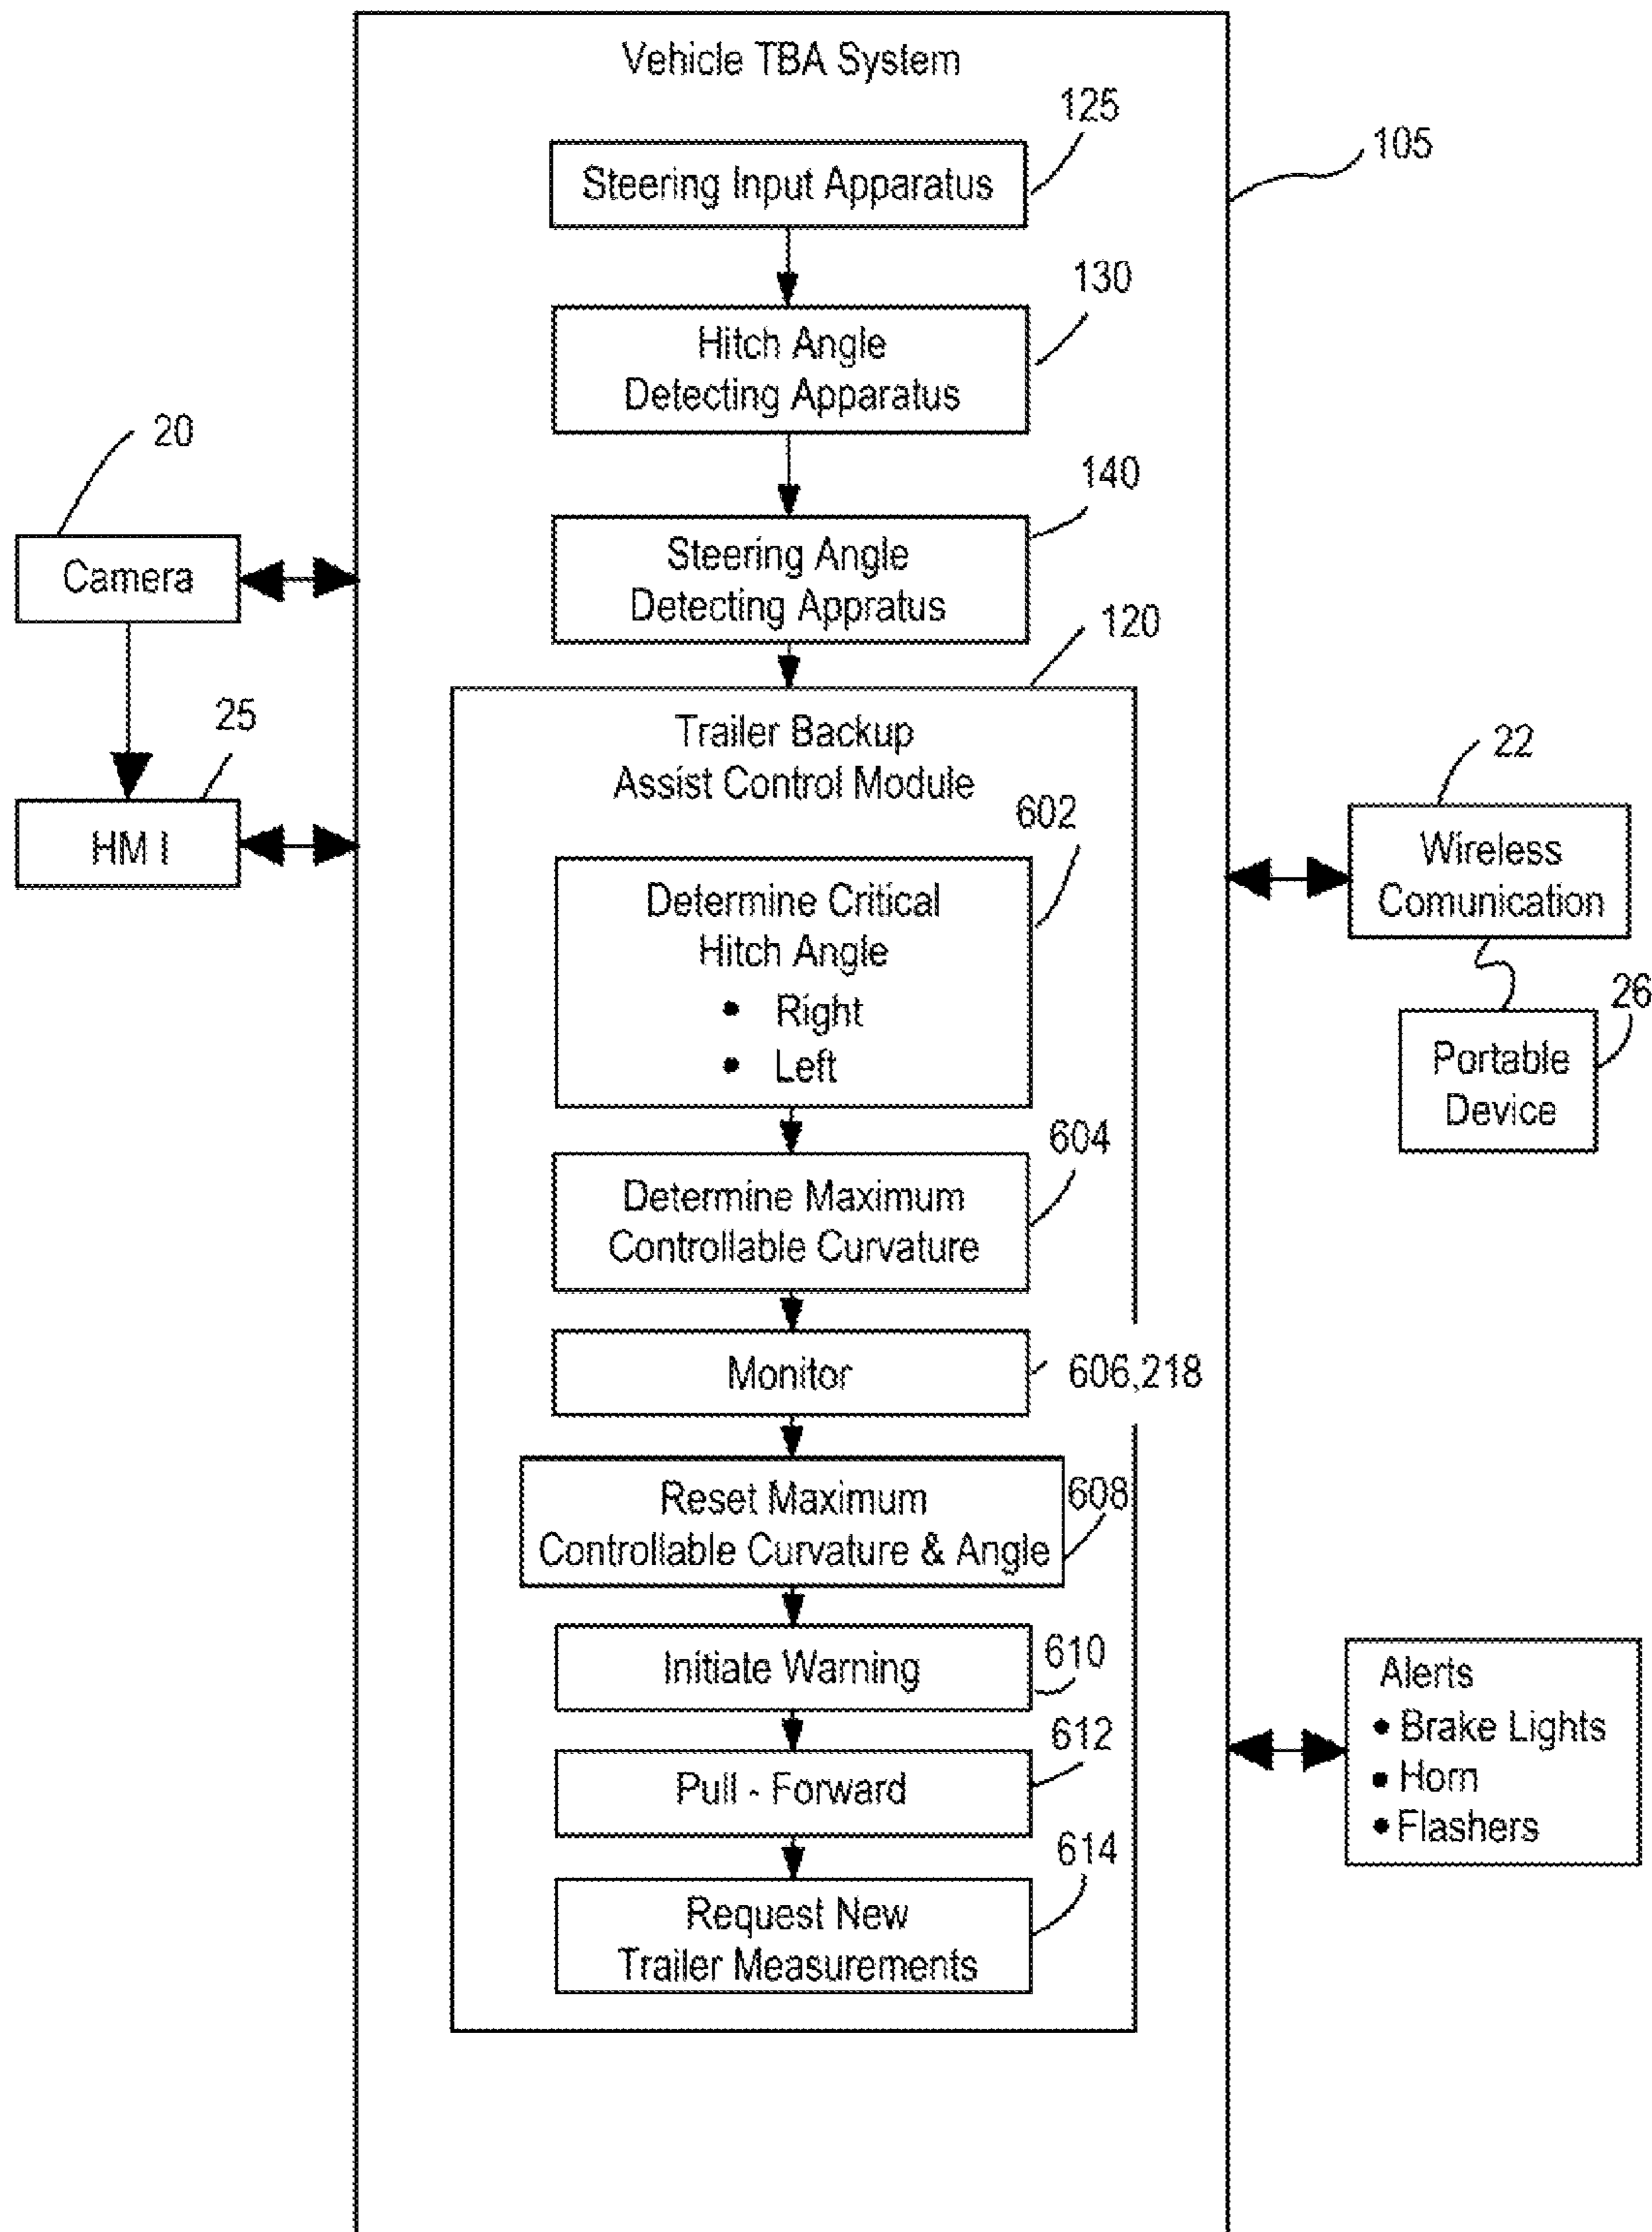 Vehicle TBA System
125
Steering Input Apparatus
105
130
Hitch Angle
Detecting Apparatus
20
140
Camera
Steering Angle
Detecting Appratus
120
25
HM I
Trailer Backup
Assist Control Module
22
Wireless
Comunication
602
Determine Critical
Hitch Angle
• Right
• Left
26
Portable
Device
604
Determine Maximum
Controllable Curvature
Monitor
606,218
Reset Maximum
Controllable Curvature & Angle
608
Initiate Warning
610
Alerts
• Brake Lights
• Horn
• Flashers
612
Pull - Forward
614
Request New
Trailer Measurements